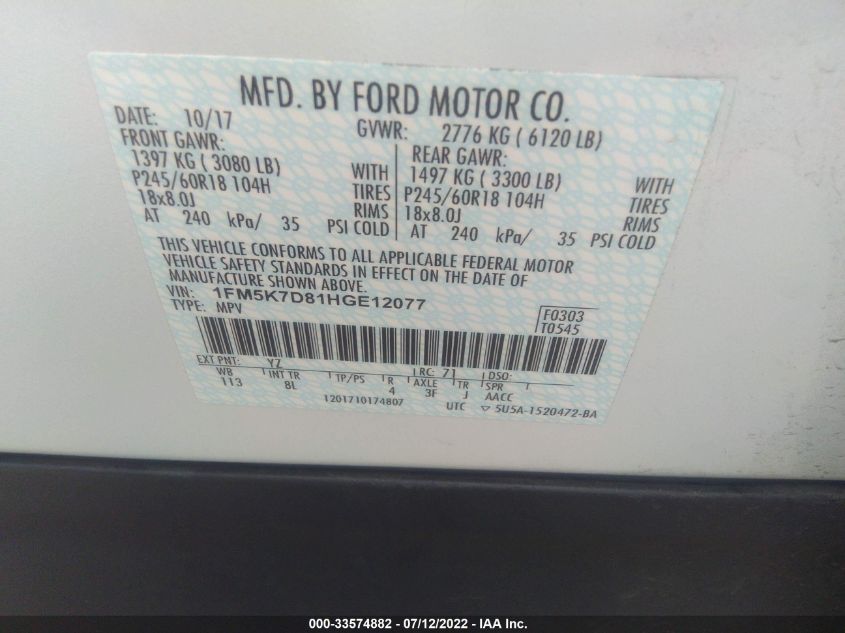 MFD. BY FORD MOTOR CO.
DATE: 10/17
GVWR: 2776 KG ( 6120 LB)
FRONT GAWR:
1397 KG ( 3080 LB) WITH
P245/60R18 104H TIRES
18x8.0J RIMS
AT 240 kPa/ 35 PSI COLD
REAR GAWR:
1497 KG ( 3300 LB) WITH
P245/60R18 104H TIRES
18x8.0J RIMS
AT 240 kPa/ 35 PSI COLD
THIS VEHICLE CONFORMS TO ALL APPLICABLE FEDERAL MOTOR
VEHICLE SAFETY STANDARDS IN EFFECT ON THE DATE OF
MANUFACTURE SHOWN ABOVE.
VIN: 1FM5K7D81HGE12077
TYPE: MPV
F0303
T0545
EXT PNT: YZ RC: 71 DSO:
WB INT TR TP/PS R AXLE TR SPR
113 8L 4 3F J AACC
1201710174807
UTC ▽ 5U5A-1520472-BA
000-33574882 - 07/12/2022 - IAA Inc.